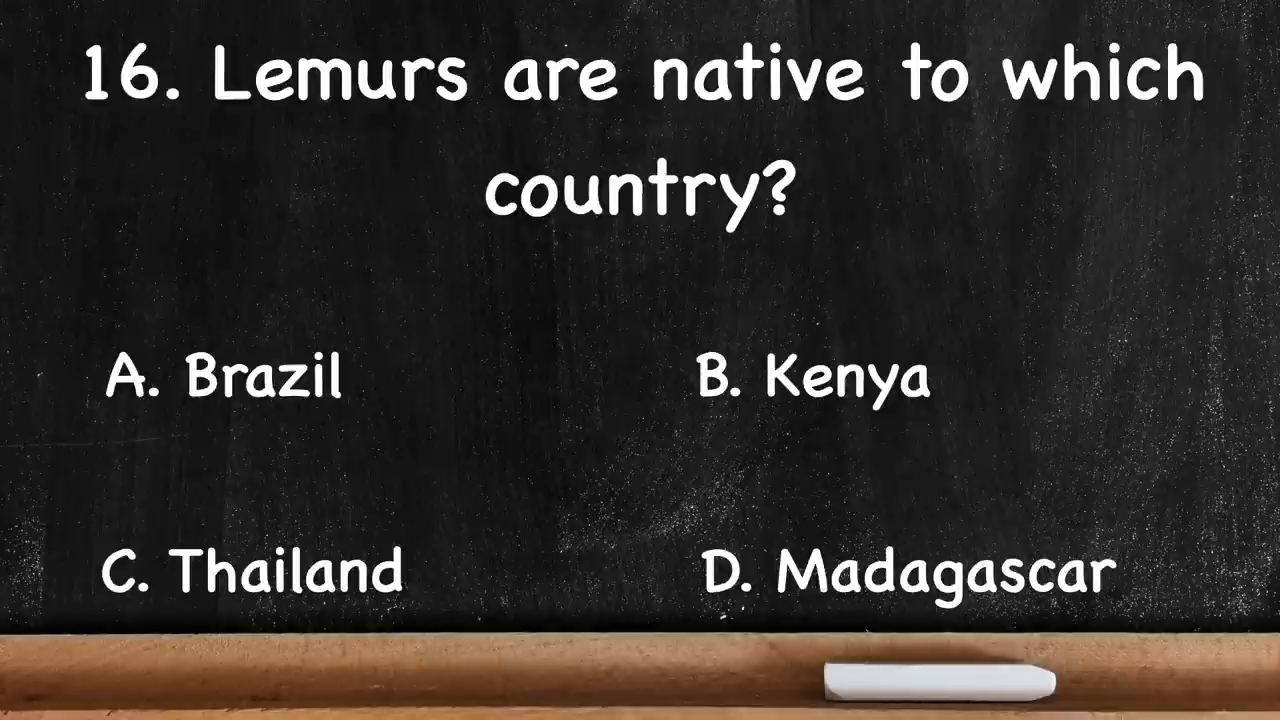 16. Lemurs are native to which
country?
A. Brazil
B. Kenya
C. Thailand
D. Madagascar